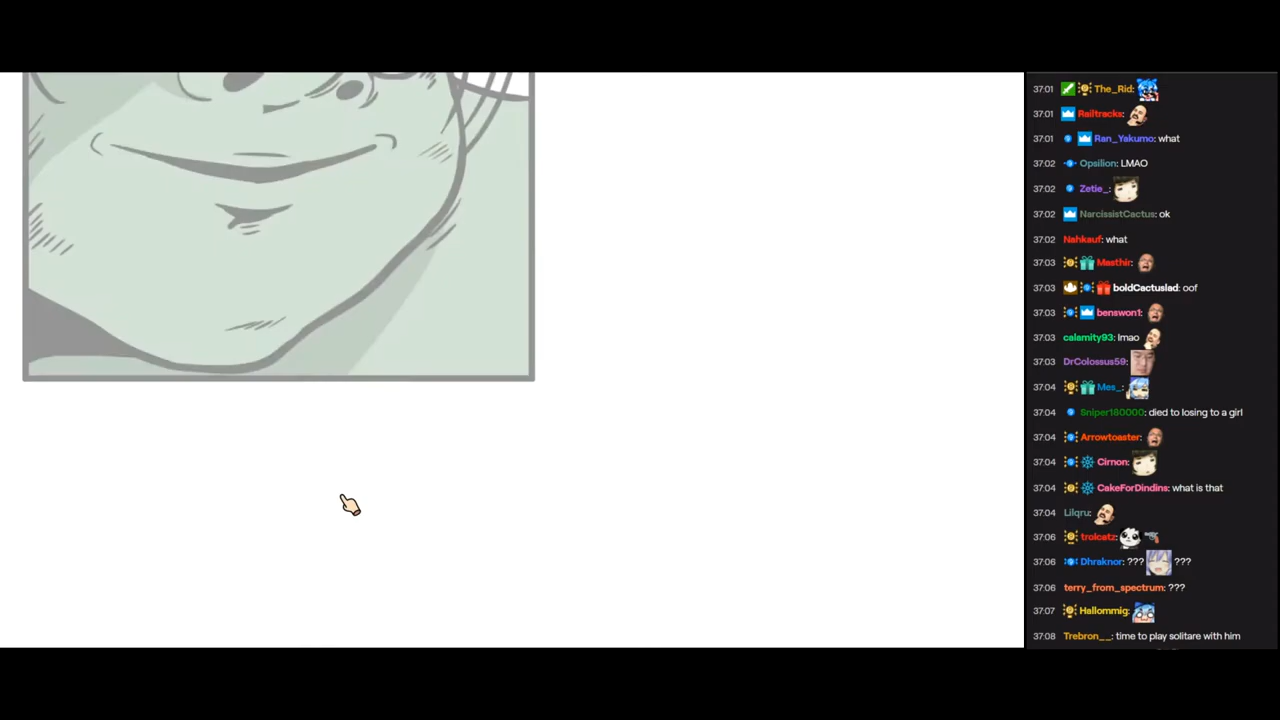 37:01 The_Rid:
37:01 Railtracks:
37:01 Ran_Yakumo: what
37:02 Opsilion: LMAO
37:02 Zetie_:
37:02 NarcissistCactus: ok
37:02 Nahkauf: what
37:03 Masthir:
37:03 boldCactuslad: oof
37:03 benswon1:
37:03 calamity93: lmao
37:03 DrColossus59:
37:04 Mes_:
37:04 Sniper180000: died to losing to a girl
37:04 Arrowtoaster:
37:04 Cirnon:
37:04 CakeForDindins: what is that
37:04 Lilqru:
37:06 trolcatz:
37:06 Dhraknor: ??? ???
37:06 terry_from_spectrum: ???
37:07 Hallommig:
37:08 Trebron__: time to play solitare with him